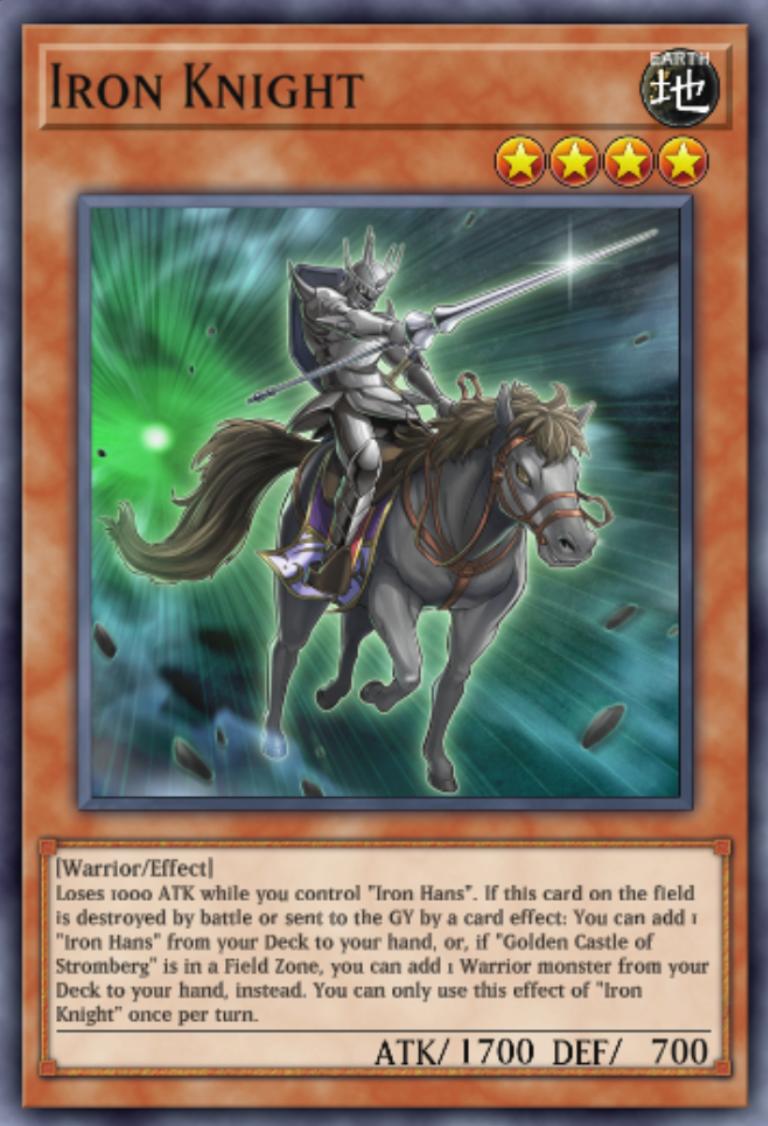 Iron Knight
EARTH
地
[Warrior/Effect]
Loses 1000 ATK while you control "Iron Hans". If this card on the field
is destroyed by battle or sent to the GY by a card effect: You can add 1
"Iron Hans" from your Deck to your hand, or, if "Golden Castle of
Stromberg" is in a Field Zone, you can add 1 Warrior monster from your
Deck to your hand, instead. You can only use this effect of "Iron
Knight" once per turn.
ATK/ 1700 DEF/ 700